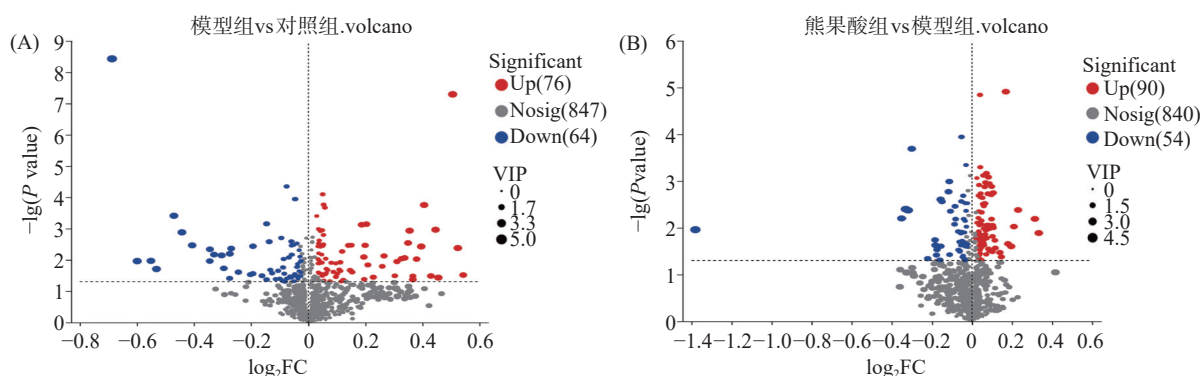 (A)
模型组vs对照组.volcano
9
8
7
6
5
4
3
2
1
0
−lg(P value)
−0.8
−0.6
−0.4
−0.2
0
0.2
0.4
0.6
log₂FC
Significant
Up(76)
Nosig(847)
Down(64)
VIP
0
1.7
3.3
5.0
(B)
熊果酸组vs模型组.volcano
6
5
4
3
2
1
0
−lg(Pvalue)
−1.4
−1.2
−1.0
−0.8
−0.6
−0.4
−0.2
0
0.2
0.4
0.6
log₂FC
Significant
Up(90)
Nosig(840)
Down(54)
VIP
0
1.5
3.0
4.5